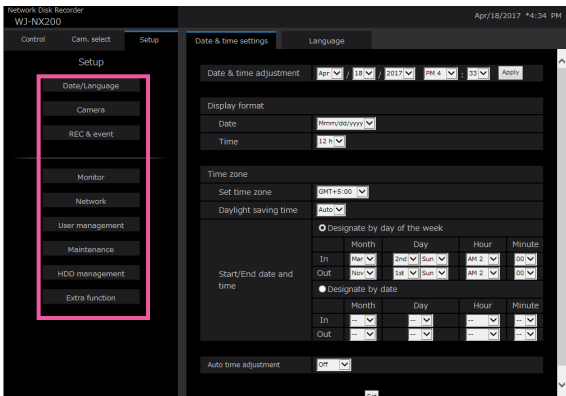 Network Disk Recorder
WJ-NX200
Apr/18/2017 *4:34 PM
Control Cam. select Setup
Setup
Date/Language
Camera
REC & event
Monitor
Network
User management
Maintenance
HDD management
Extra function
Date & time settings Language
Date & time adjustment Apr / 18 / 2017 PM 4 : 33 Apply
Display format
Date Mmm/dd/yyyy
Time 12 h
Time zone
Set time zone GMT+5:00
Daylight saving time Auto
Start/End date and time
Designate by day of the week
Month Day Hour Minute
In Mar 2nd Sun AM 2 00
Out Nov 1st Sun AM 2 00
Designate by date
Month Day Hour Minute
In -- -- -- --
Out -- -- -- --
Auto time adjustment Off
Set